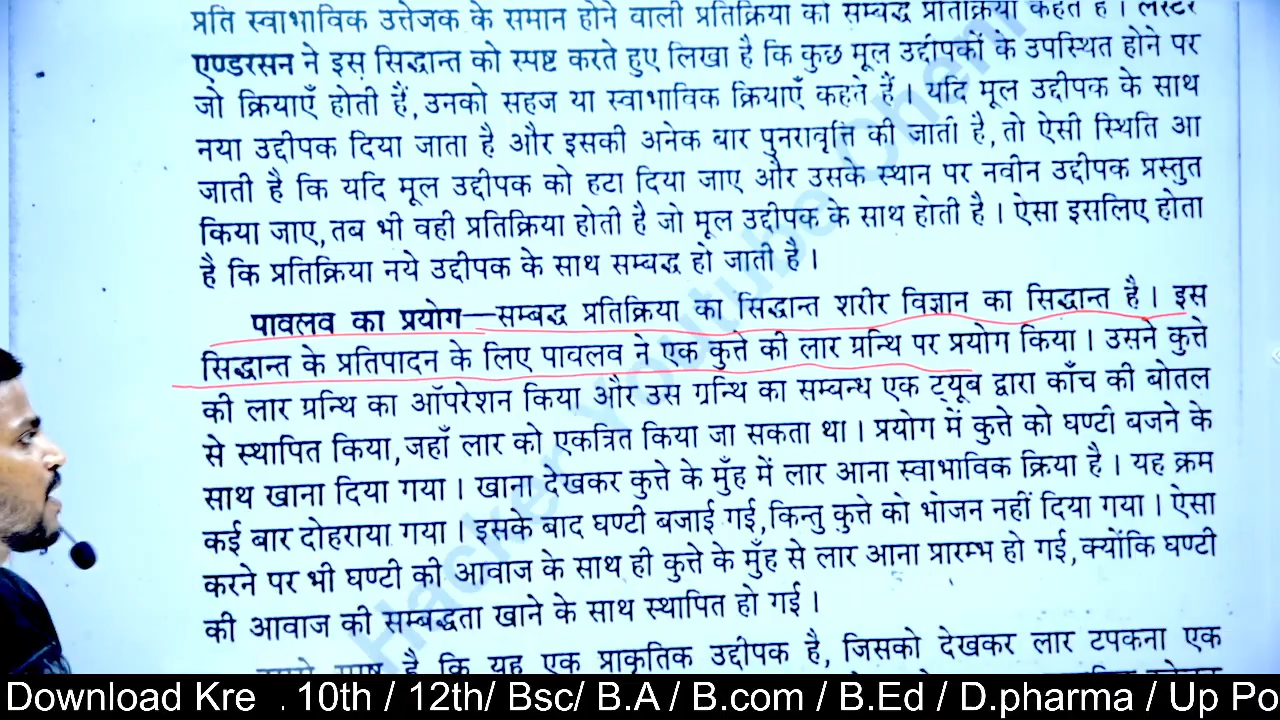 प्रति स्वाभाविक उत्तेजक के समान होने वाली प्रतिक्रिया को सम्बद्ध प्रतिक्रिया कहते हैं। लेस्टर
एण्डरसन ने इस सिद्धान्त को स्पष्ट करते हुए लिखा है कि कुछ मूल उद्दीपकों के उपस्थित होने पर
जो क्रियाएँ होती हैं, उनको सहज या स्वाभाविक क्रियाएँ कहते हैं। यदि मूल उद्दीपक के साथ
नया उद्दीपक दिया जाता है और इसकी अनेक बार पुनरावृत्ति की जाती है, तो ऐसी स्थिति आ
जाती है कि यदि मूल उद्दीपक को हटा दिया जाए और उसके स्थान पर नवीन उद्दीपक प्रस्तुत
किया जाए, तब भी वही प्रतिक्रिया होती है जो मूल उद्दीपक के साथ होती है। ऐसा इसलिए होता
है कि प्रतिक्रिया नये उद्दीपक के साथ सम्बद्ध हो जाती है।
पावलव का प्रयोग—सम्बद्ध प्रतिक्रिया का सिद्धान्त शरीर विज्ञान का सिद्धान्त है। इस
सिद्धान्त के प्रतिपादन के लिए पावलव ने एक कुत्ते की लार ग्रन्थि पर प्रयोग किया। उसने कुत्ते
की लार ग्रन्थि का ऑपरेशन किया और उस ग्रन्थि का सम्बन्ध एक ट्यूब द्वारा काँच की बोतल
से स्थापित किया, जहाँ लार को एकत्रित किया जा सकता था। प्रयोग में कुत्ते को घण्टी बजने के
साथ खाना दिया गया। खाना देखकर कुत्ते के मुँह में लार आना स्वाभाविक क्रिया है। यह क्रम
कई बार दोहराया गया। इसके बाद घण्टी बजाई गई, किन्तु कुत्ते को भोजन नहीं दिया गया। ऐसा
करने पर भी घण्टी की आवाज के साथ ही कुत्ते के मुँह से लार आना प्रारम्भ हो गई, क्योंकि घण्टी
की आवाज की सम्बद्धता खाने के साथ स्थापित हो गई।
है कि यह एक प्राकृतिक उद्दीपक है, जिसको देखकर लार टपकना एक
Download Kre . 10th / 12th/ Bsc/ B.A / B.com / B.Ed / D.pharma / Up Po